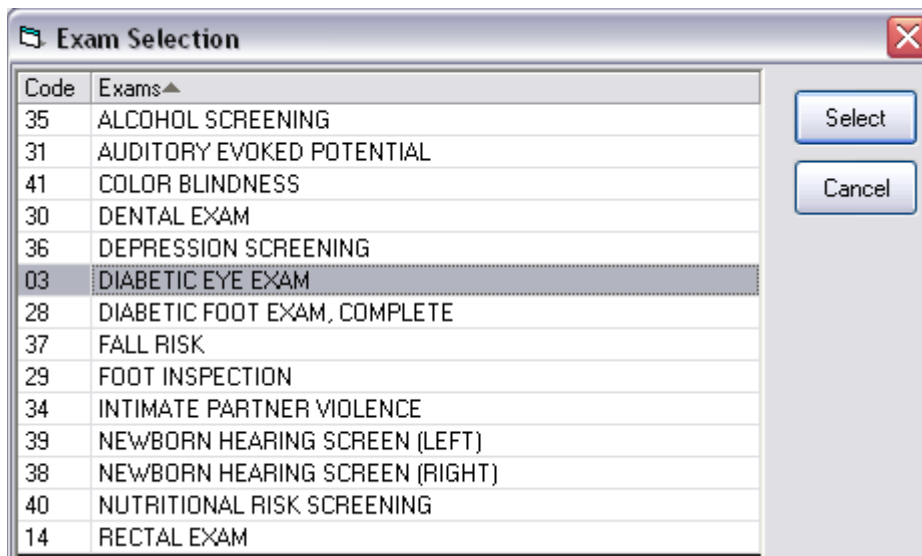 Exam Selection
Code Exams
35 ALCOHOL SCREENING
31 AUDITORY EVOKED POTENTIAL
41 COLOR BLINDNESS
30 DENTAL EXAM
36 DEPRESSION SCREENING
03 DIABETIC EYE EXAM
28 DIABETIC FOOT EXAM, COMPLETE
37 FALL RISK
29 FOOT INSPECTION
34 INTIMATE PARTNER VIOLENCE
39 NEWBORN HEARING SCREEN (LEFT)
38 NEWBORN HEARING SCREEN (RIGHT)
40 NUTRITIONAL RISK SCREENING
14 RECTAL EXAM
Select
Cancel